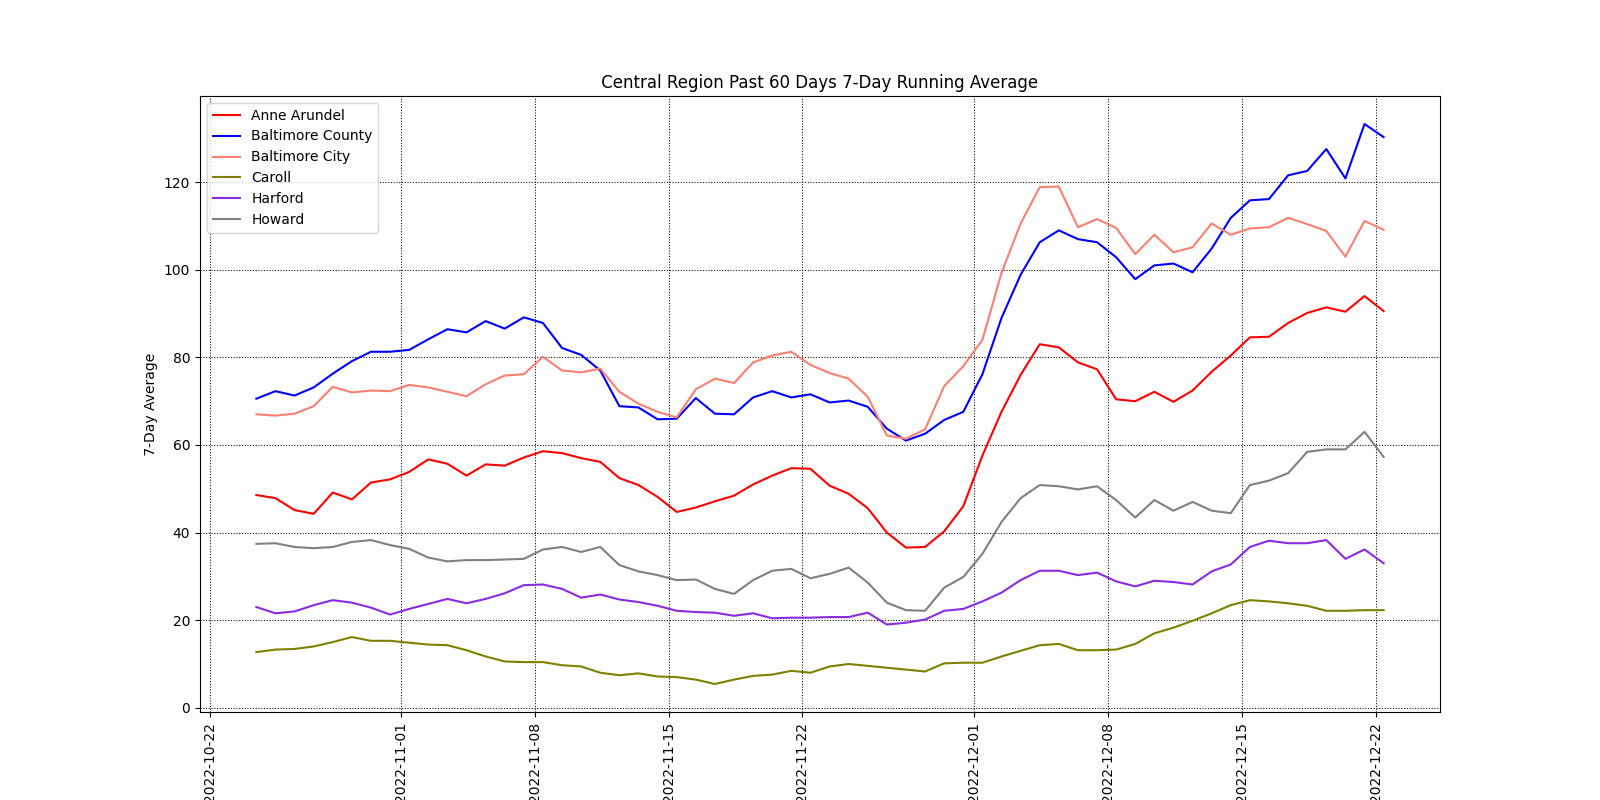 Central Region Past 60 Days 7-Day Running Average
Anne Arundel
Baltimore County
Baltimore City
Caroll
Harford
Howard
7-Day Average
120
100
80
60
40
20
0
2022-10-22
2022-11-01
2022-11-08
2022-11-15
2022-11-22
2022-12-01
2022-12-08
2022-12-15
2022-12-22